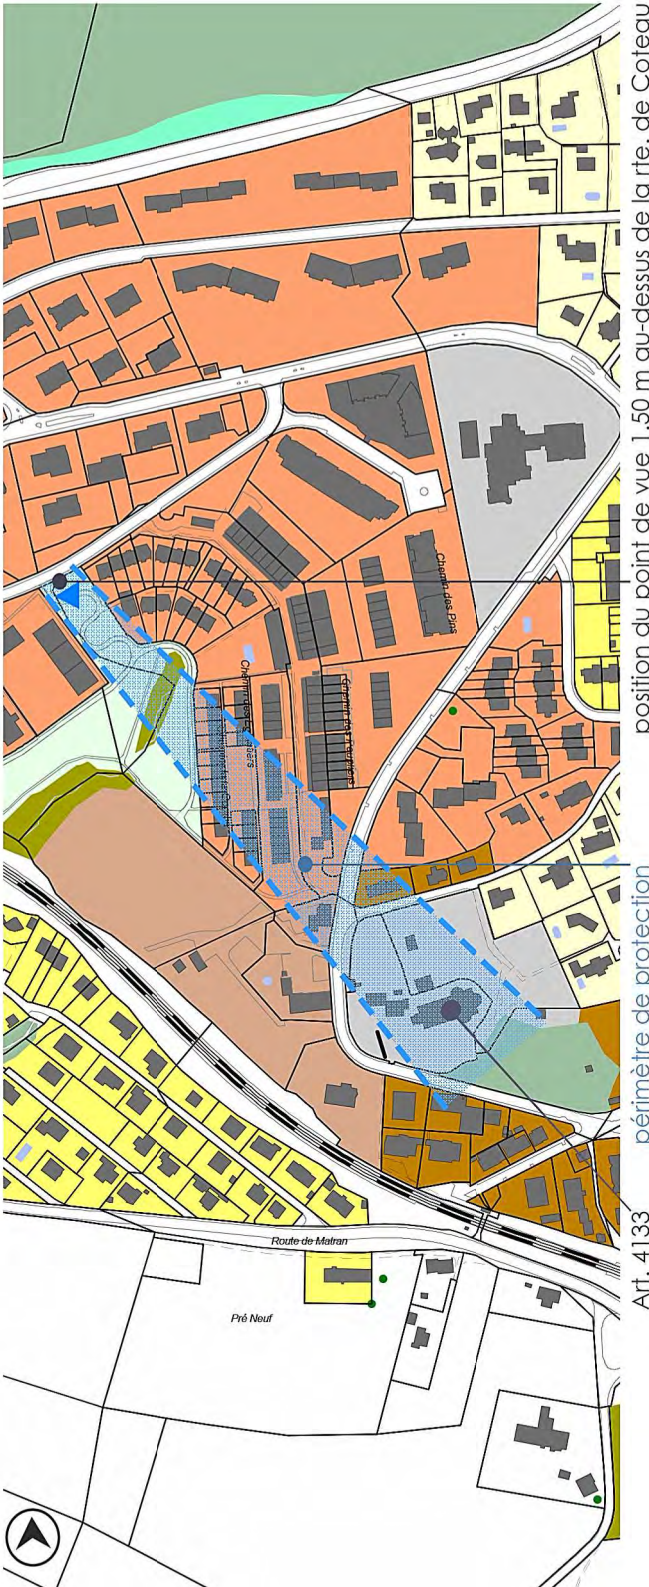 position du point de vue 1.50 m au-dessus de la rte. de Coteau
périmètre de protection
Art. 4133
Chemin des Pins
Route de Matran
Pré Neuf